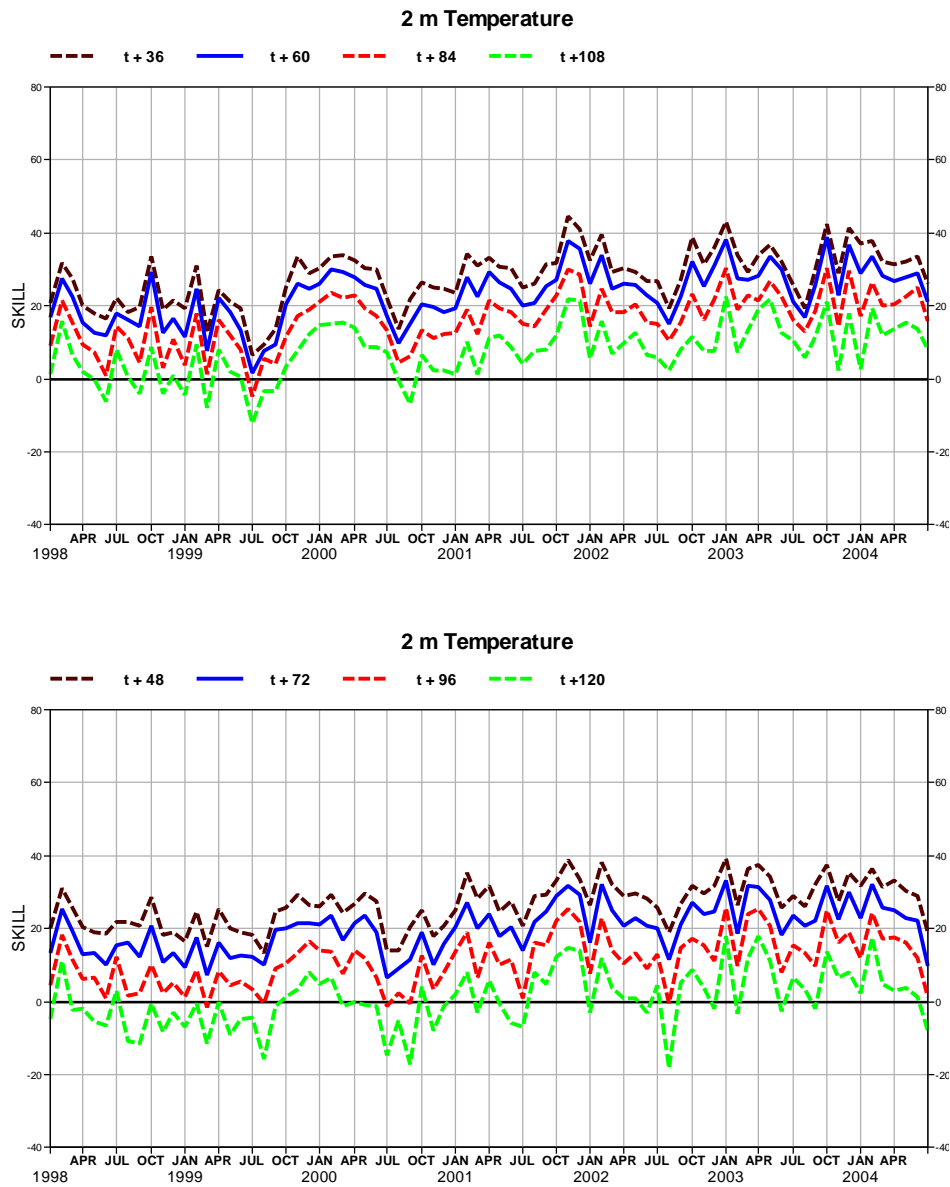 2 m Temperature
t + 36 t + 60 t + 84 t +108
80 80
60 60
40 40
20 20
0 0
-20 -20
-40 -40
SKILL
APR JUL OCT JAN APR JUL OCT JAN APR JUL OCT JAN APR JUL OCT JAN APR JUL OCT JAN APR JUL OCT JAN APR
1998 1999 2000 2001 2002 2003 2004
2 m Temperature
t + 48 t + 72 t + 96 t +120
80 80
60 60
40 40
20 20
0 0
-20 -20
-40 -40
SKILL
APR JUL OCT JAN APR JUL OCT JAN APR JUL OCT JAN APR JUL OCT JAN APR JUL OCT JAN APR JUL OCT JAN APR
1998 1999 2000 2001 2002 2003 2004